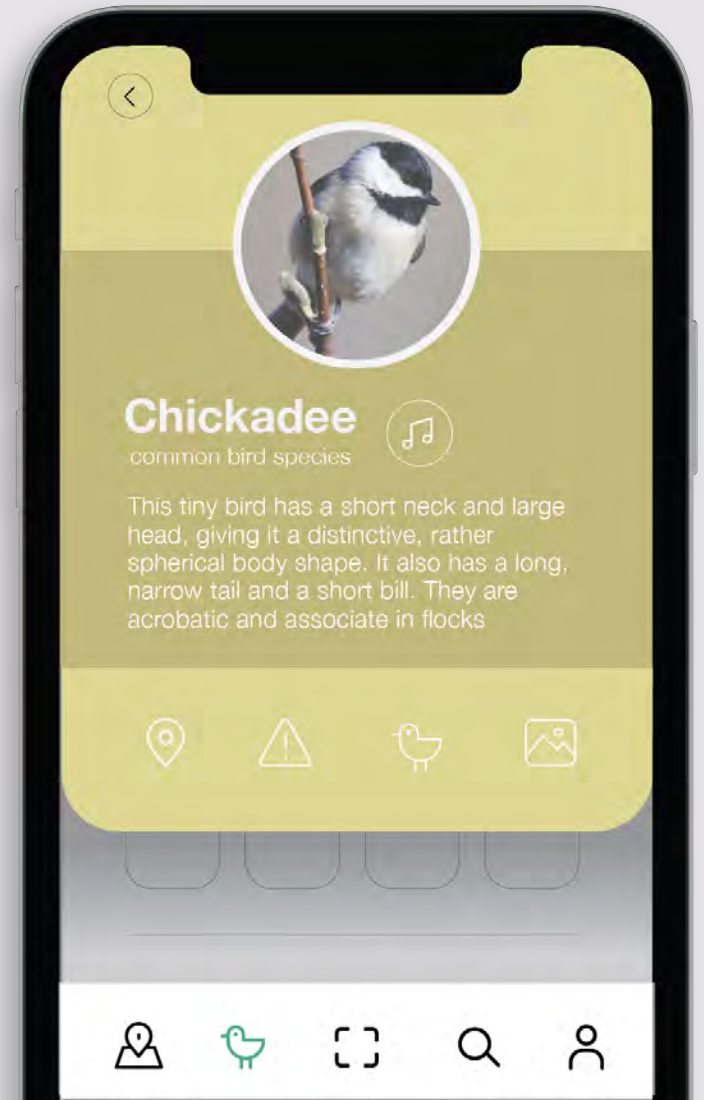 Chickadee
common bird species
This tiny bird has a short neck and large
head, giving it a distinctive, rather
spherical body shape. It also has a long,
narrow tail and a short bill. They are
acrobatic and associate in flocks